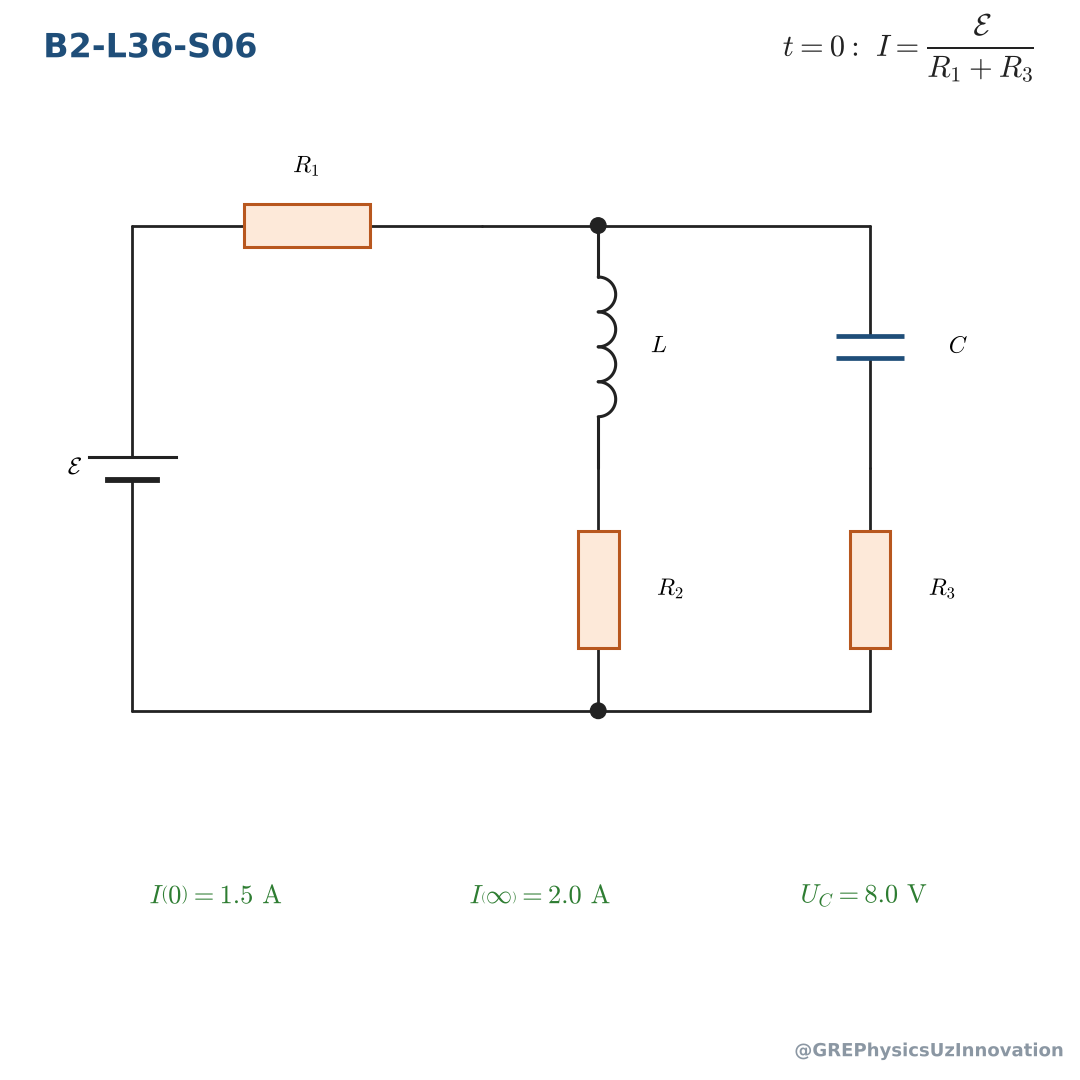 B2-L36-S06
t = 0 : I = ℰ / (R₁ + R₃)
R₁
L
C
ℰ
R₂
R₃
I(0) = 1.5 A
I(∞) = 2.0 A
U_C = 8.0 V
@GREPhysicsUzInnovation